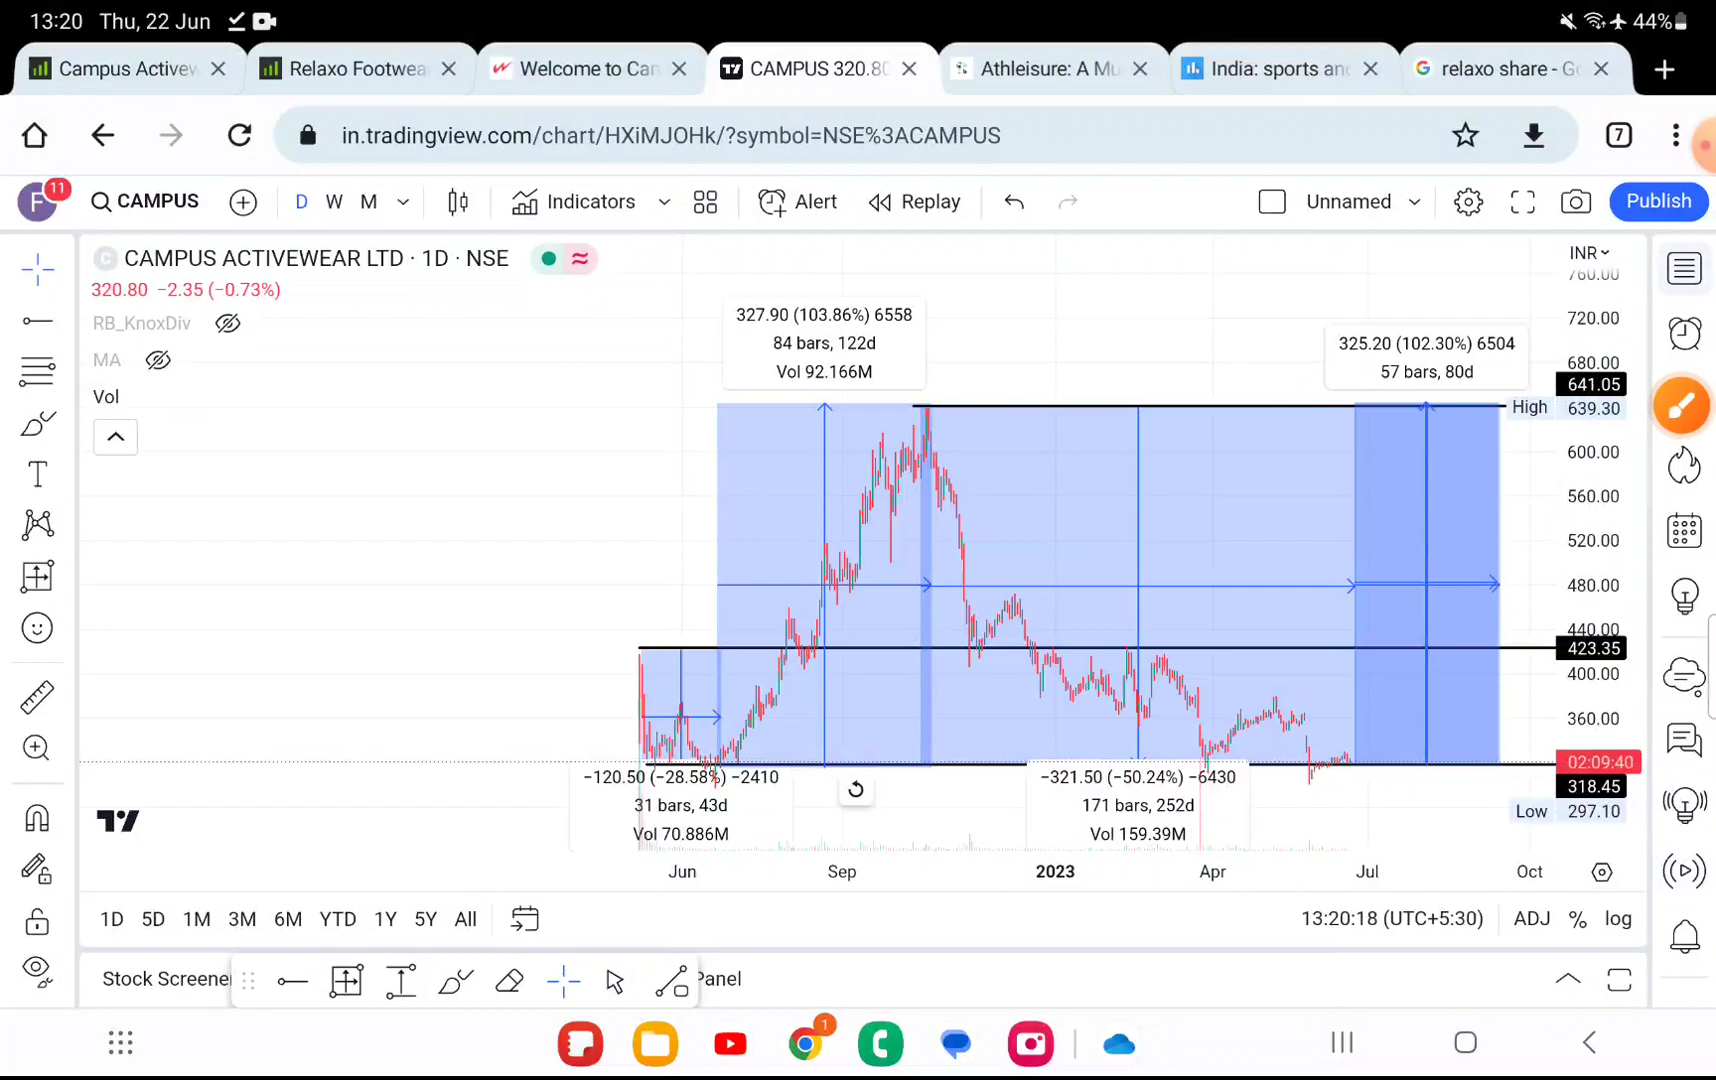 13:20 Thu, 22 Jun
44%
Campus Activew
Relaxo Footwea
Welcome to Can
CAMPUS 320.80
Athleisure: A Mu
India: sports and
relaxo share - Go
in.tradingview.com/chart/HXiMJOHk/?symbol=NSE%3ACAMPUS
7
F
11
CAMPUS
D W M
Indicators
Alert
Replay
Unnamed
Publish
C
CAMPUS ACTIVEWEAR LTD · 1D · NSE
320.80 −2.35 (−0.73%)
RB_KnoxDiv
MA
Vol
INR
760.00
720.00
680.00
641.05
High 639.30
600.00
560.00
520.00
480.00
440.00
423.35
400.00
360.00
02:09:40
318.45
Low 297.10
327.90 (103.86%) 6558
84 bars, 122d
Vol 92.166M
325.20 (102.30%) 6504
57 bars, 80d
−120.50 (−28.58%) −2410
31 bars, 43d
Vol 70.886M
−321.50 (−50.24%) −6430
171 bars, 252d
Vol 159.39M
Jun Sep 2023 Apr Jul Oct
1D 5D 1M 3M 6M YTD 1Y 5Y All
13:20:18 (UTC+5:30) ADJ % log
Stock Screene
Panel
1